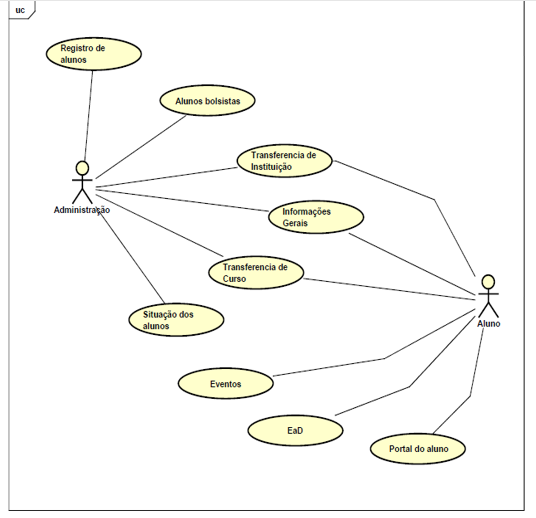 uc
Registro de
alunos
Alunos bolsistas
Transferencia de
Instituição
Informações
Gerais
Administração
Transferencia de
Curso
Situação dos
alunos
Aluno
Eventos
EaD
Portal do aluno